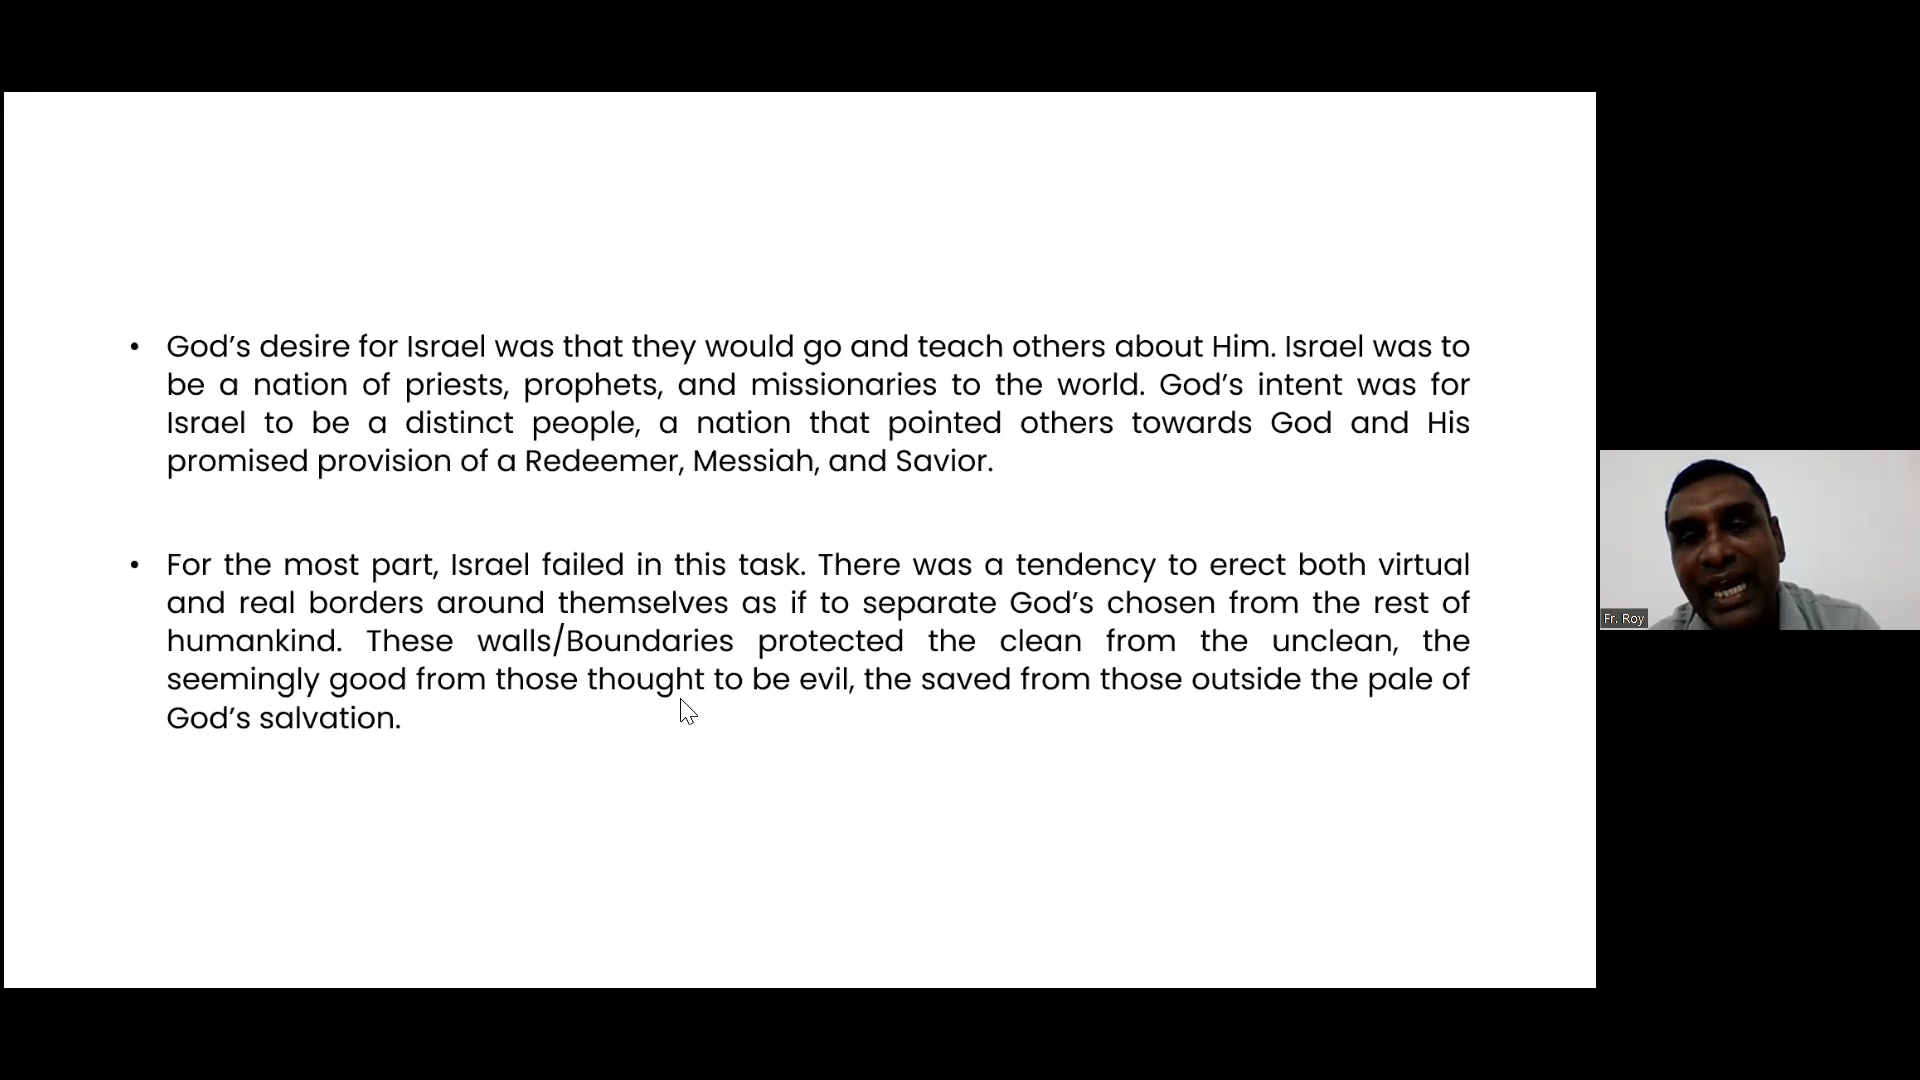 • God’s desire for Israel was that they would go and teach others about Him. Israel was to
be a nation of priests, prophets, and missionaries to the world. God’s intent was for
Israel to be a distinct people, a nation that pointed others towards God and His
promised provision of a Redeemer, Messiah, and Savior.
• For the most part, Israel failed in this task. There was a tendency to erect both virtual
and real borders around themselves as if to separate God’s chosen from the rest of
humankind. These walls/Boundaries protected the clean from the unclean, the
seemingly good from those thought to be evil, the saved from those outside the pale of
God’s salvation.
Fr. Roy